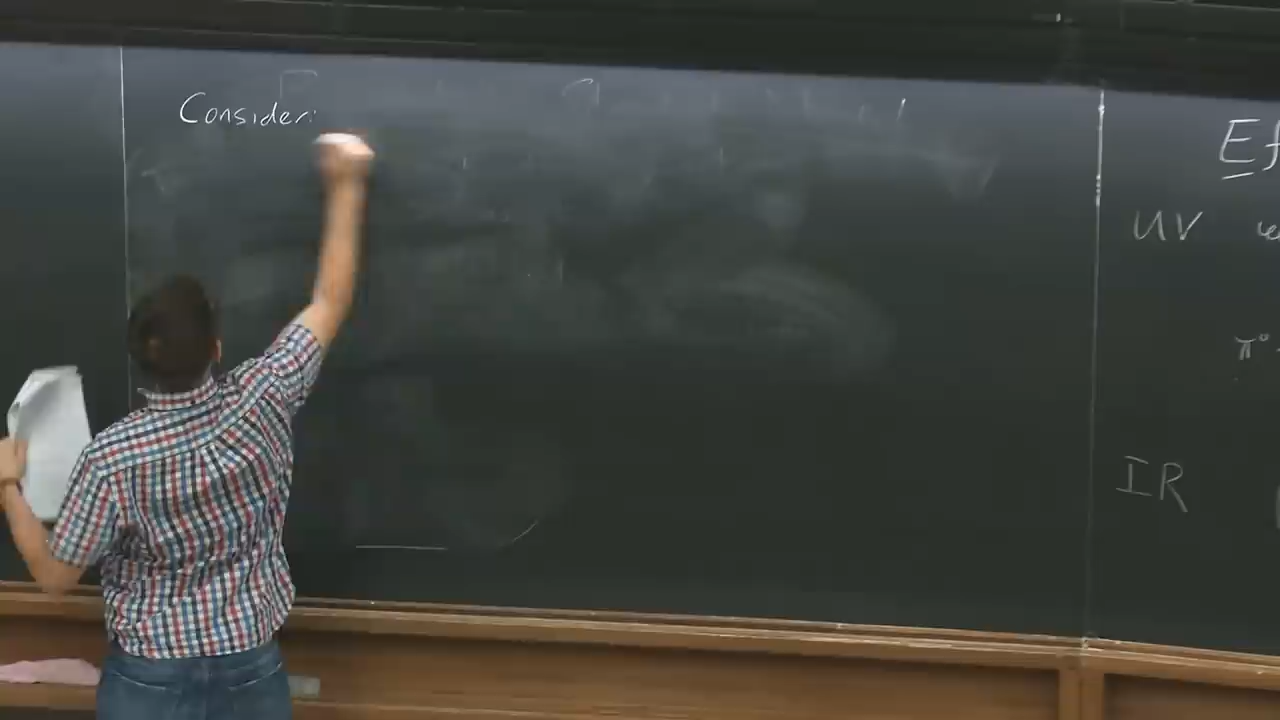 Consider:
Ef
UV
π°
IR